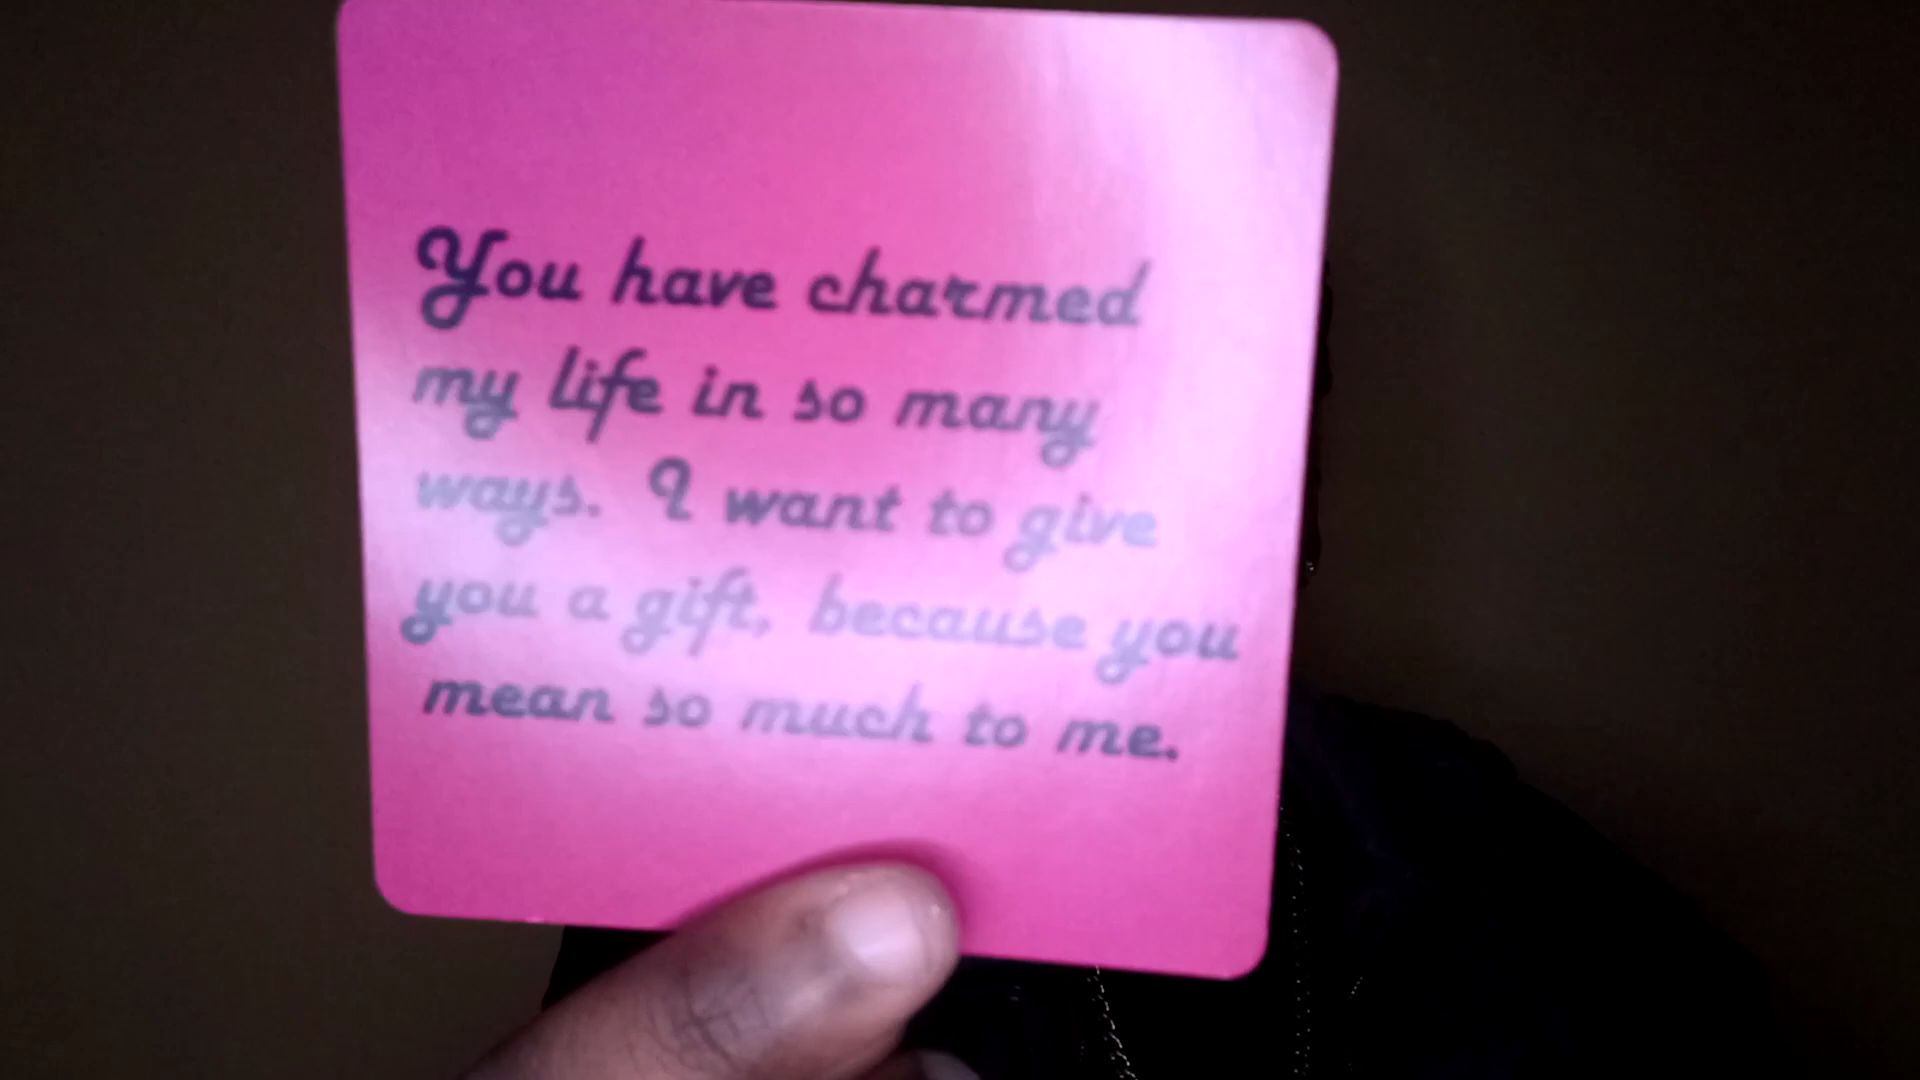 You have charmed
my life in so many
ways. I want to give
you a gift, because you
mean so much to me.